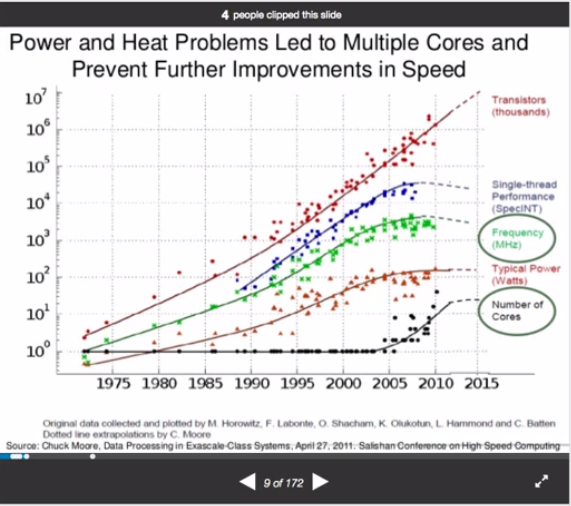 4 people clipped this slide
Power and Heat Problems Led to Multiple Cores and
Prevent Further Improvements in Speed
10^7
10^6
10^5
10^4
10^3
10^2
10^1
10^0
Transistors
(thousands)
Single-thread
Performance
(SpecINT)
Frequency
(MHz)
Typical Power
(Watts)
Number of
Cores
1975 1980 1985 1990 1995 2000 2005 2010 2015
Original data collected and plotted by M. Horowitz, F. Labonte, O. Shacham, K. Olukotun, L. Hammond and C. Batten
Dotted line extrapolations by C. Moore
Source: Chuck Moore, Data Processing in Exascale-Class Systems, April 27, 2011. Salishan Conference on High Speed Computing
9 of 172